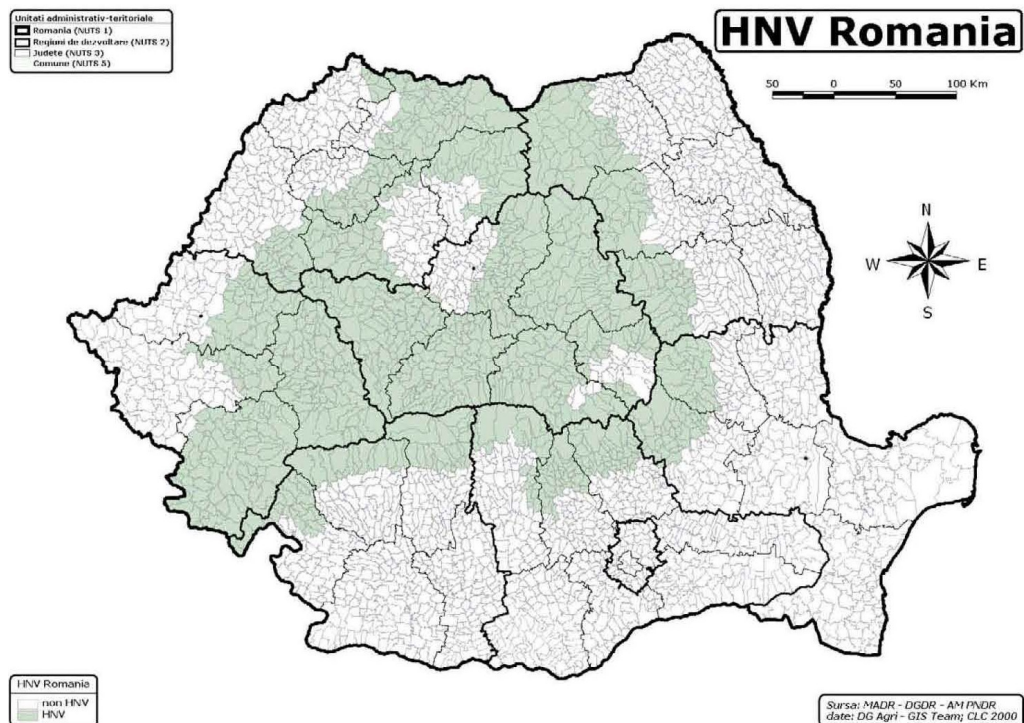 Unitati administrativ-teritoriale
Romania (NUTS 1)
Regiuni de dezvoltare (NUTS 2)
Judete (NUTS 3)
Comune (NUTS 5)
HNV Romania
50 0 50 100 Km
N
W E
S
HNV Romania
non HNV
HNV
Sursa: MADR - DGDR - AM PNDR
date: DG Agri - GIS Team; CLC 2000